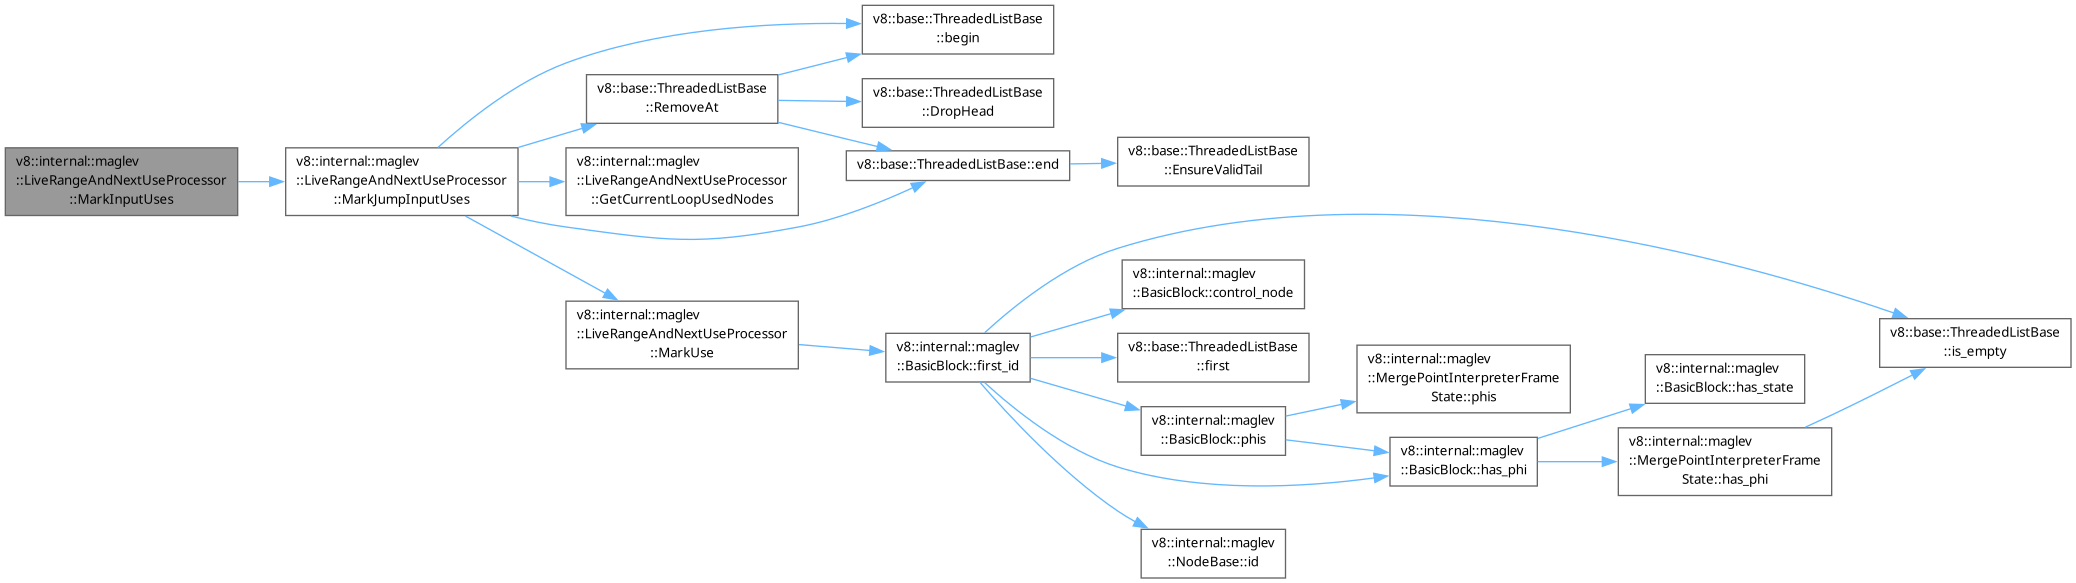 v8::internal::maglev
::LiveRangeAndNextUseProcessor
::MarkInputUses
v8::internal::maglev
::LiveRangeAndNextUseProcessor
::MarkJumpInputUses
v8::base::ThreadedListBase
::begin
v8::base::ThreadedListBase
::RemoveAt
v8::base::ThreadedListBase
::DropHead
v8::base::ThreadedListBase::end
v8::base::ThreadedListBase
::EnsureValidTail
v8::internal::maglev
::LiveRangeAndNextUseProcessor
::GetCurrentLoopUsedNodes
v8::internal::maglev
::LiveRangeAndNextUseProcessor
::MarkUse
v8::internal::maglev
::BasicBlock::first_id
v8::internal::maglev
::BasicBlock::control_node
v8::base::ThreadedListBase
::first
v8::internal::maglev
::BasicBlock::phis
v8::internal::maglev
::MergePointInterpreterFrame
State::phis
v8::internal::maglev
::BasicBlock::has_phi
v8::internal::maglev
::BasicBlock::has_state
v8::internal::maglev
::MergePointInterpreterFrame
State::has_phi
v8::base::ThreadedListBase
::is_empty
v8::internal::maglev
::NodeBase::id